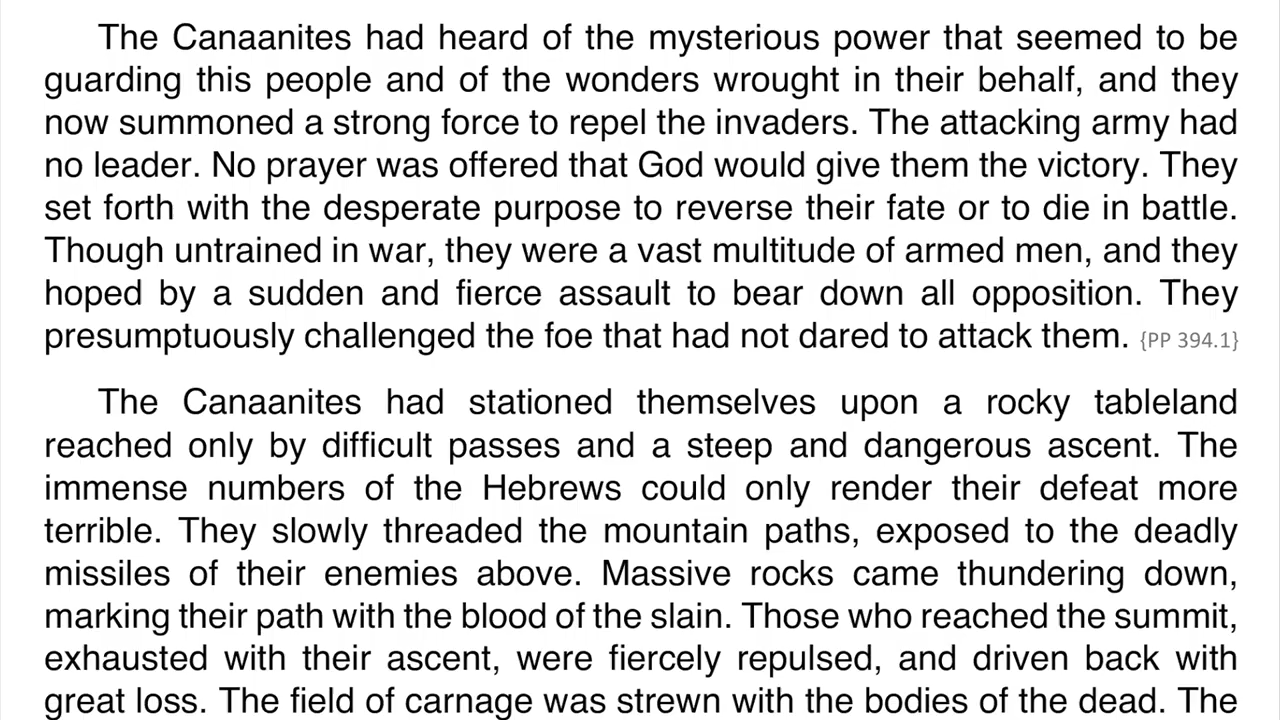 The Canaanites had heard of the mysterious power that seemed to be
guarding this people and of the wonders wrought in their behalf, and they
now summoned a strong force to repel the invaders. The attacking army had
no leader. No prayer was offered that God would give them the victory. They
set forth with the desperate purpose to reverse their fate or to die in battle.
Though untrained in war, they were a vast multitude of armed men, and they
hoped by a sudden and fierce assault to bear down all opposition. They
presumptuously challenged the foe that had not dared to attack them. {PP 394.1}
The Canaanites had stationed themselves upon a rocky tableland
reached only by difficult passes and a steep and dangerous ascent. The
immense numbers of the Hebrews could only render their defeat more
terrible. They slowly threaded the mountain paths, exposed to the deadly
missiles of their enemies above. Massive rocks came thundering down,
marking their path with the blood of the slain. Those who reached the summit,
exhausted with their ascent, were fiercely repulsed, and driven back with
great loss. The field of carnage was strewn with the bodies of the dead. The